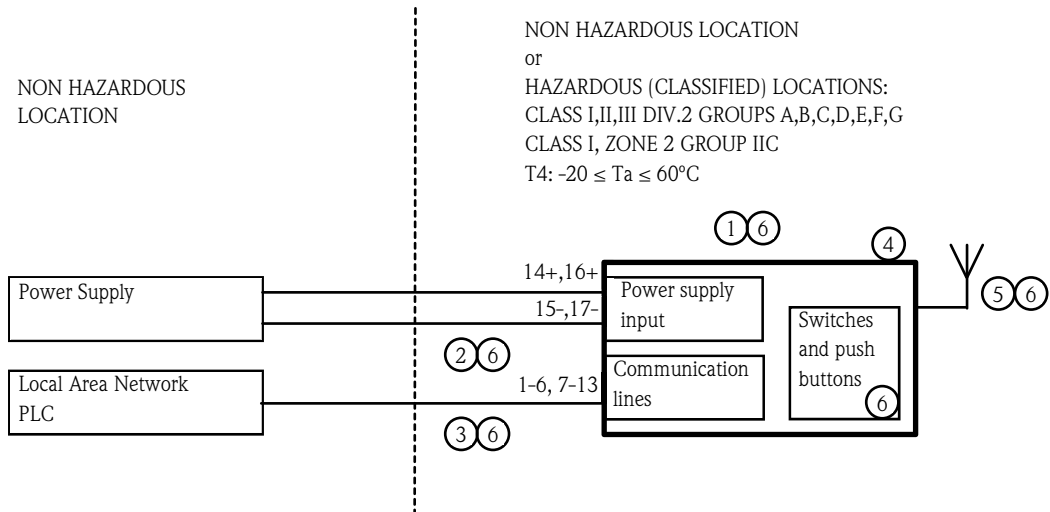 NON HAZARDOUS
LOCATION
NON HAZARDOUS LOCATION
or
HAZARDOUS (CLASSIFIED) LOCATIONS:
CLASS I,II,III DIV.2 GROUPS A,B,C,D,E,F,G
CLASS I, ZONE 2 GROUP IIC
T4: -20 ≤ Ta ≤ 60ºC
1 6
4
5 6
Power Supply
14+,16+
15-,17-
Power supply
input
2 6
Switches
and push
buttons
6
Local Area Network
PLC
1-6, 7-13
Communication
lines
3 6